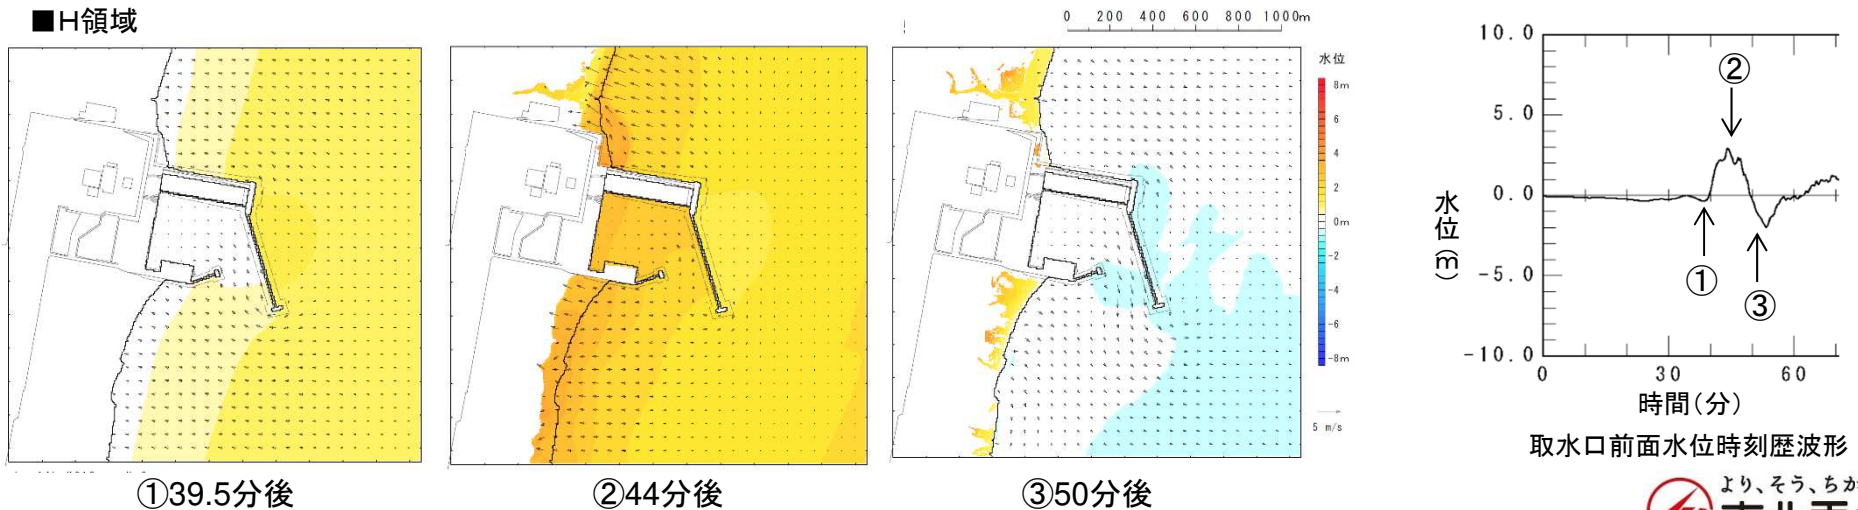 ■H領域
0 200 400 600 800 1000m
水位
8m
6
4
2
0m
-2
-4
-6
-8m
5 m/s
①39.5分後
②44分後
③50分後
10.0
5.0
0.0
-5.0
-10.0
水位(m)
①
②
③
0 30 60
時間(分)
取水口前面水位時刻歴波形
より、そう、ちか